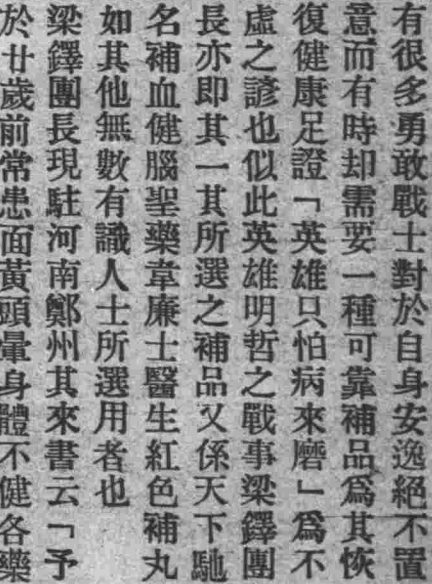 有很多勇敢戰士對於自身安逸絕不置
意而有時却需要一種可靠補品爲其恢
復健康足證「英雄只怕病來磨」爲不
虛之諺也似此英雄明哲之戰事梁鐸團
長亦即其一其所選之補品又係天下馳
名補血健腦聖藥韋廉士醫生紅色補丸
如其他無數有識人士所選用者也
梁鐸團長現駐河南鄭州其來書云「予
於廿歲前常患面黃頭暈身體不健各藥